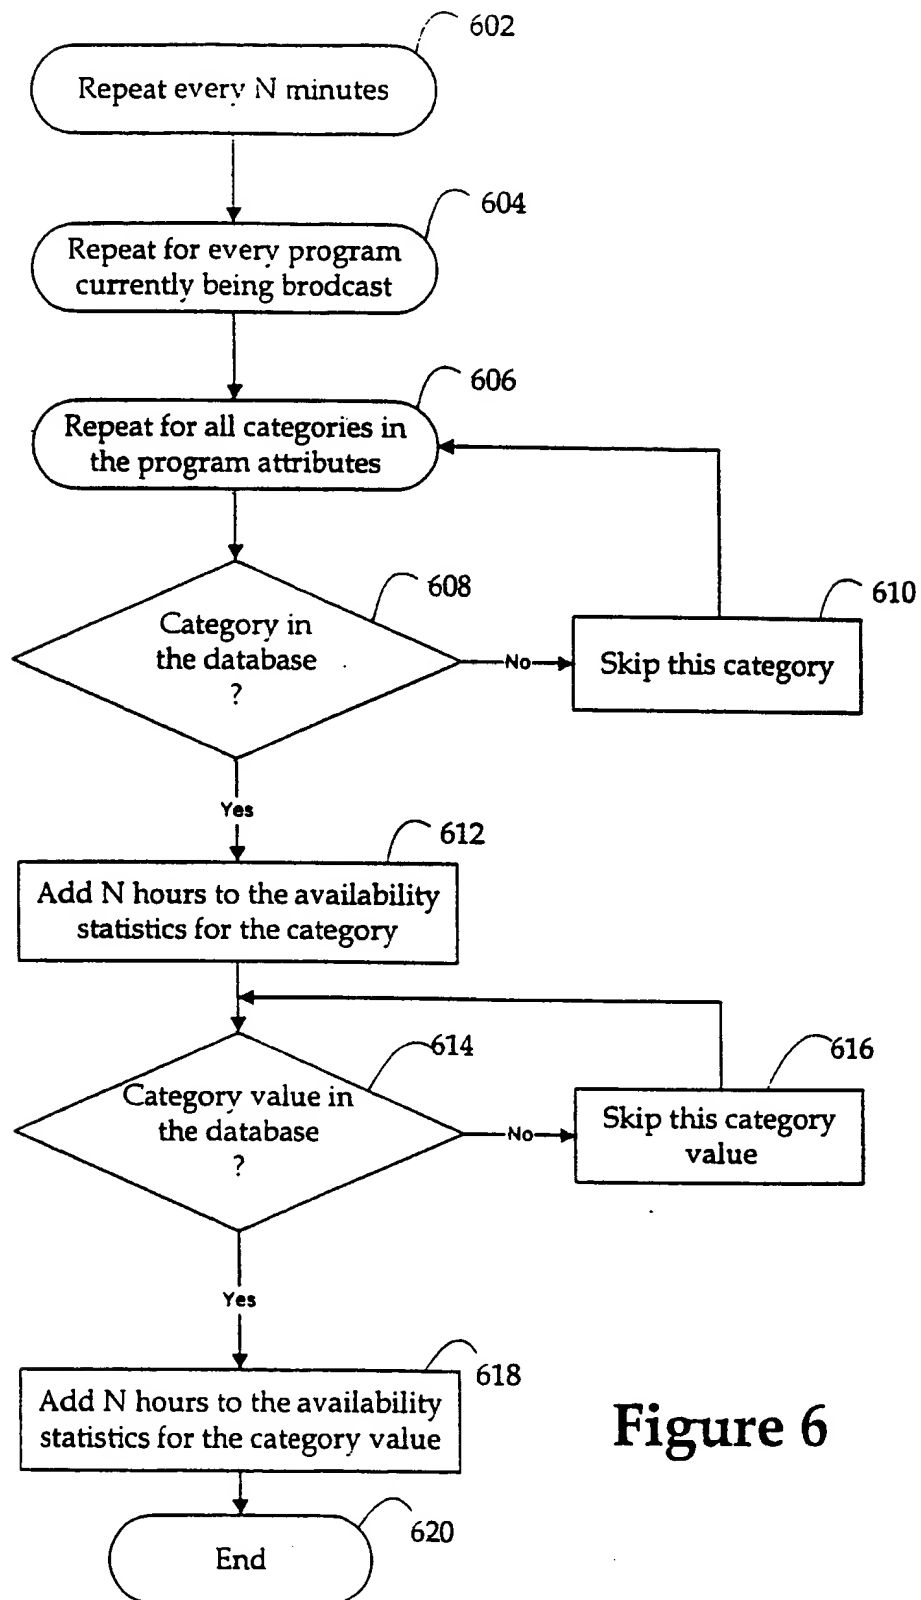 602
Repeat every N minutes
604
Repeat for every program
currently being brodcast
606
Repeat for all categories in
the program attributes
608
Category in
the database
?
No
610
Skip this category
Yes
612
Add N hours to the availability
statistics for the category
614
Category value in
the database
?
No
616
Skip this category
value
Yes
618
Add N hours to the availability
statistics for the category value
Figure 6
620
End